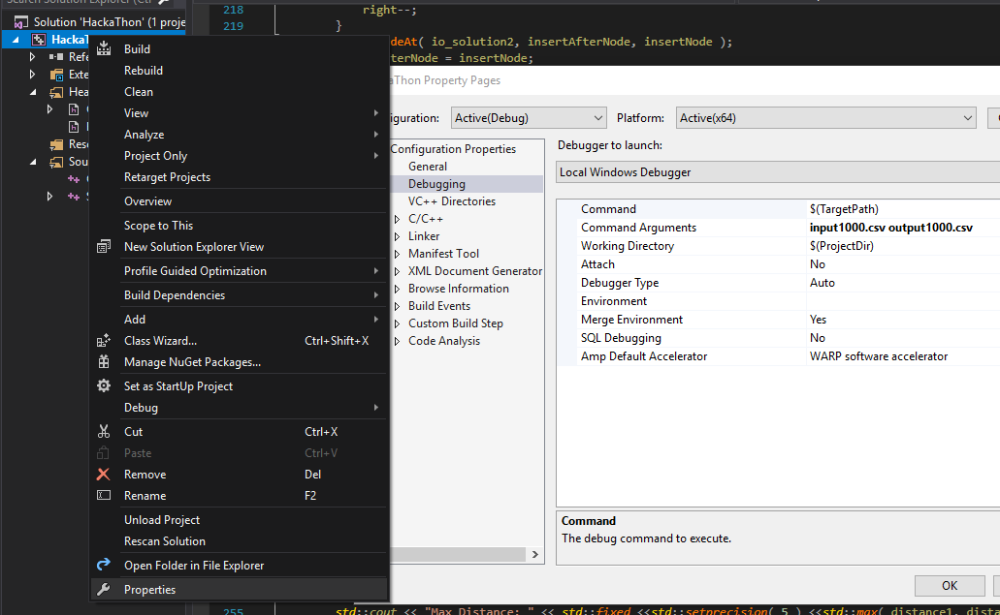 Search Solution Explorer (Ctrl
Solution 'HackaThon' (1 proje
HackaT
Refe
Exte
Hea
Res
Sou
Build
Rebuild
Clean
View
Analyze
Project Only
Retarget Projects
Overview
Scope to This
New Solution Explorer View
Profile Guided Optimization
Build Dependencies
Add
Class Wizard... Ctrl+Shift+X
Manage NuGet Packages...
Set as StartUp Project
Debug
Cut Ctrl+X
Paste Ctrl+V
Remove Del
Rename F2
Unload Project
Rescan Solution
Open Folder in File Explorer
Properties
218 right--;
219 }
deAt( io_solution2, insertAfterNode, insertNode );
terNode = insertNode;
aThon Property Pages
iguration: Active(Debug) Platform: Active(x64)
Configuration Properties
General
Debugging
VC++ Directories
C/C++
Linker
Manifest Tool
XML Document Generator
Browse Information
Build Events
Custom Build Step
Code Analysis
Debugger to launch:
Local Windows Debugger
Command $(TargetPath)
Command Arguments input1000.csv output1000.csv
Working Directory $(ProjectDir)
Attach No
Debugger Type Auto
Environment
Merge Environment Yes
SQL Debugging No
Amp Default Accelerator WARP software accelerator
Command
The debug command to execute.
OK
255 std::cout << "Max Distance: " << std::fixed <<std::setprecision( 5 ) <<std::max( distance1, dista